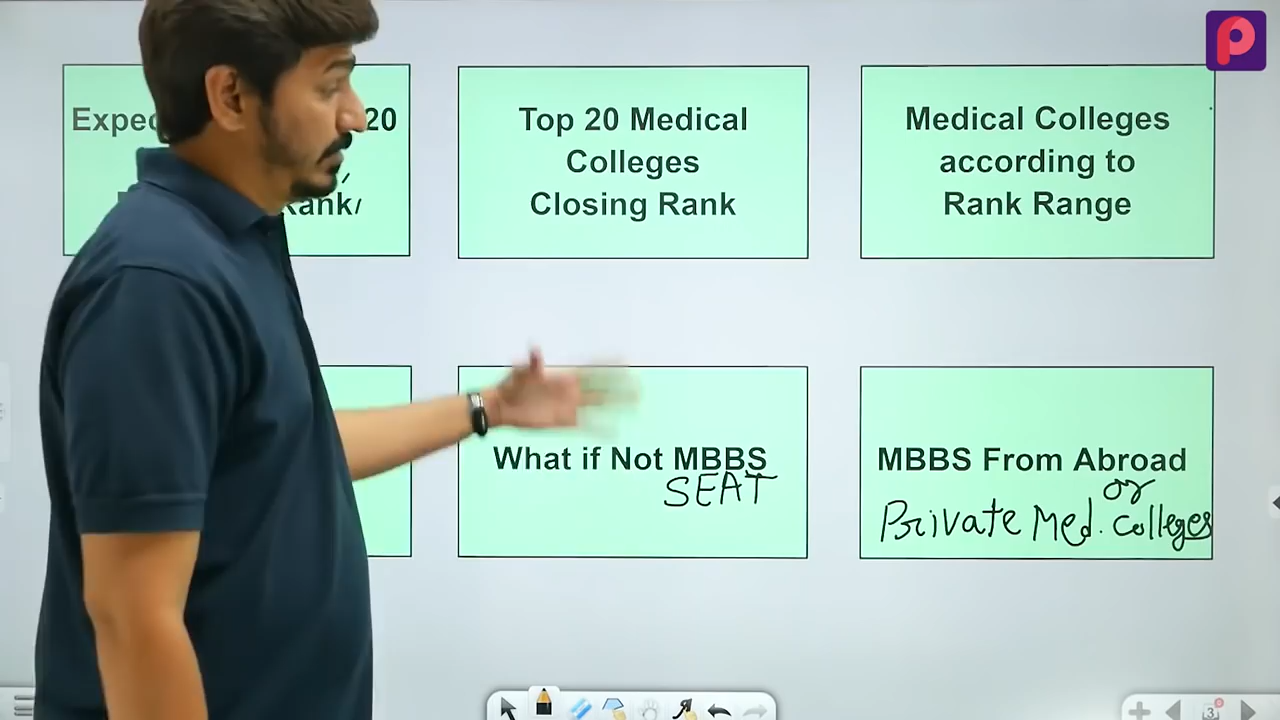 20
Rank
Top 20 Medical
Colleges
Closing Rank
Medical Colleges
according to
Rank Range
What if Not MBBS
SEAT
MBBS From Abroad
or
Private Med. Colleges
3